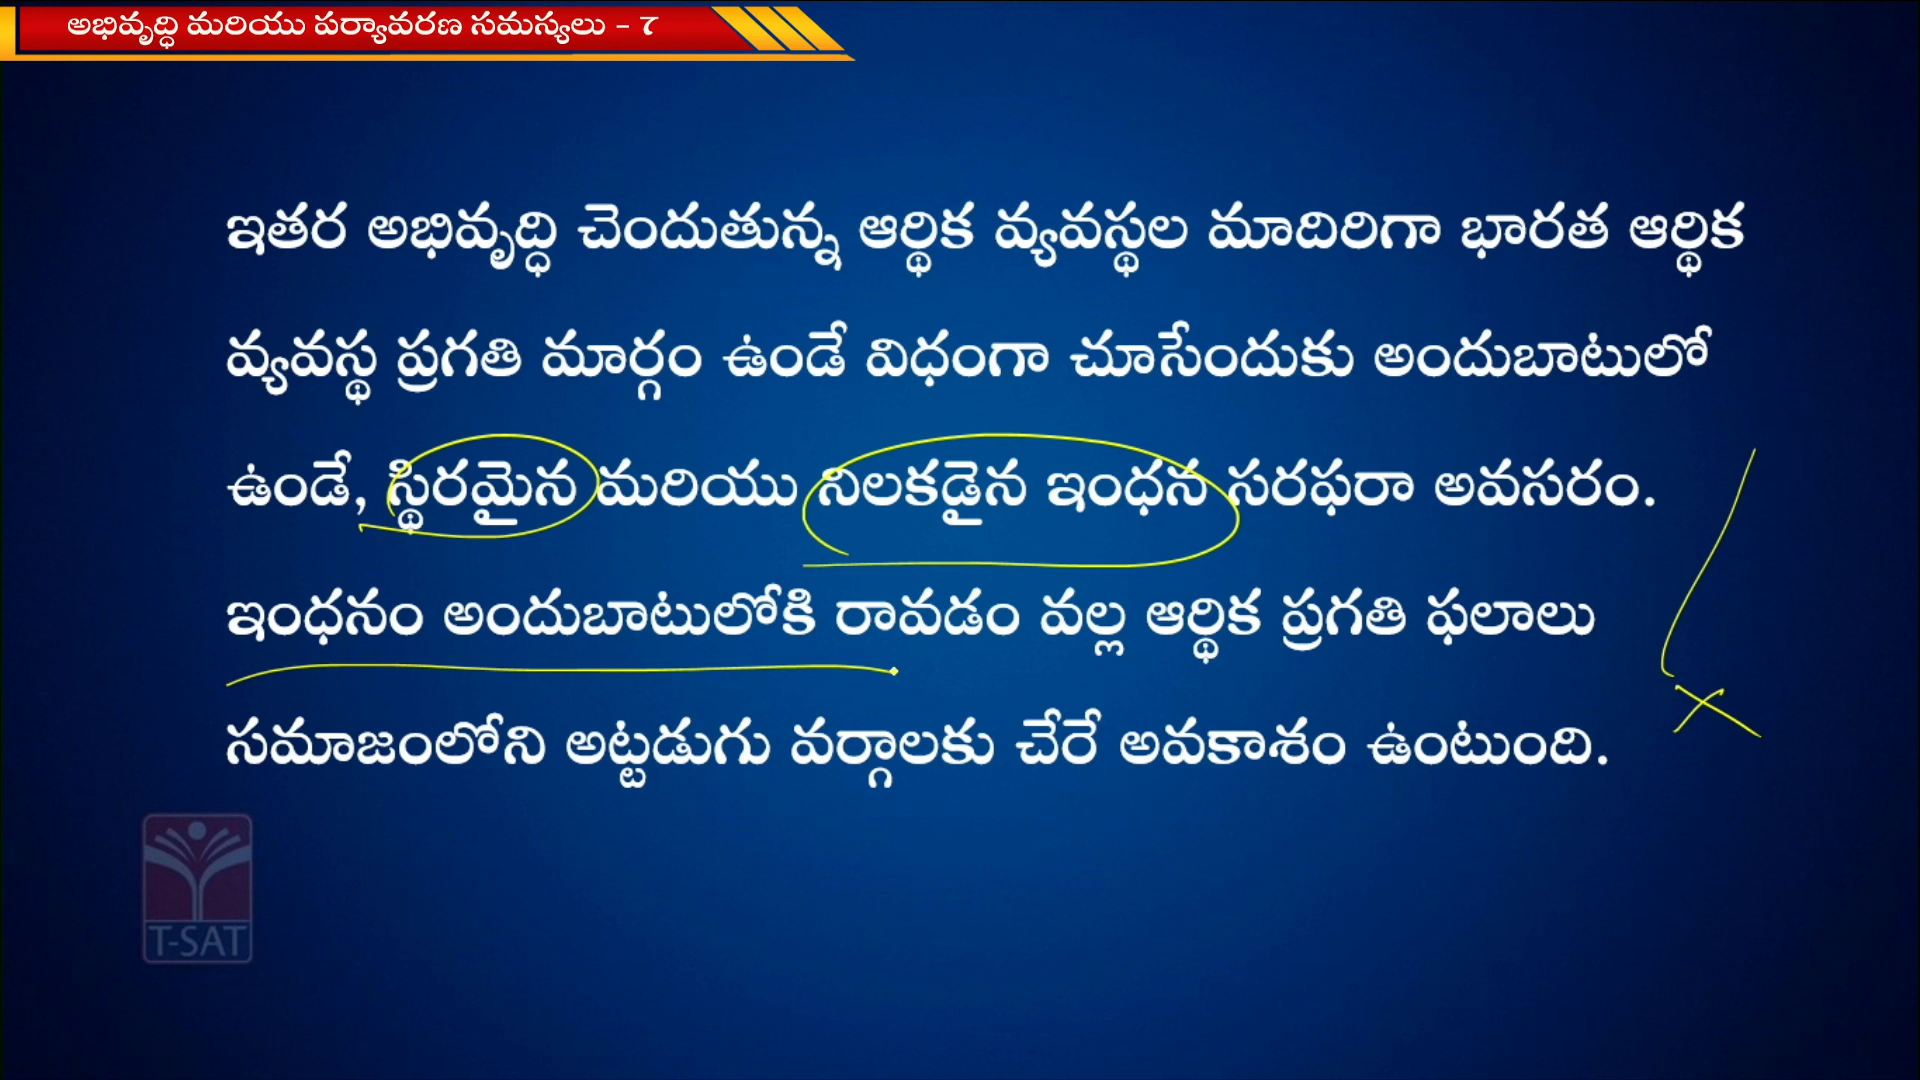 అభివృద్ధి మరియు పర్యావరణ సమస్యలు - 7
ఇతర అభివృద్ధి చెందుతున్న ఆర్థిక వ్యవస్థల మాదిరిగా భారత ఆర్థిక
వ్యవస్థ ప్రగతి మార్గం ఉండే విధంగా చూసేందుకు అందుబాటులో
ఉండే, స్థిరమైన మరియు నిలకడైన ఇంధన సరఫరా అవసరం.
ఇంధనం అందుబాటులోకి రావడం వల్ల ఆర్థిక ప్రగతి ఫలాలు
సమాజంలోని అట్టడుగు వర్గాలకు చేరే అవకాశం ఉంటుంది.
T-SAT